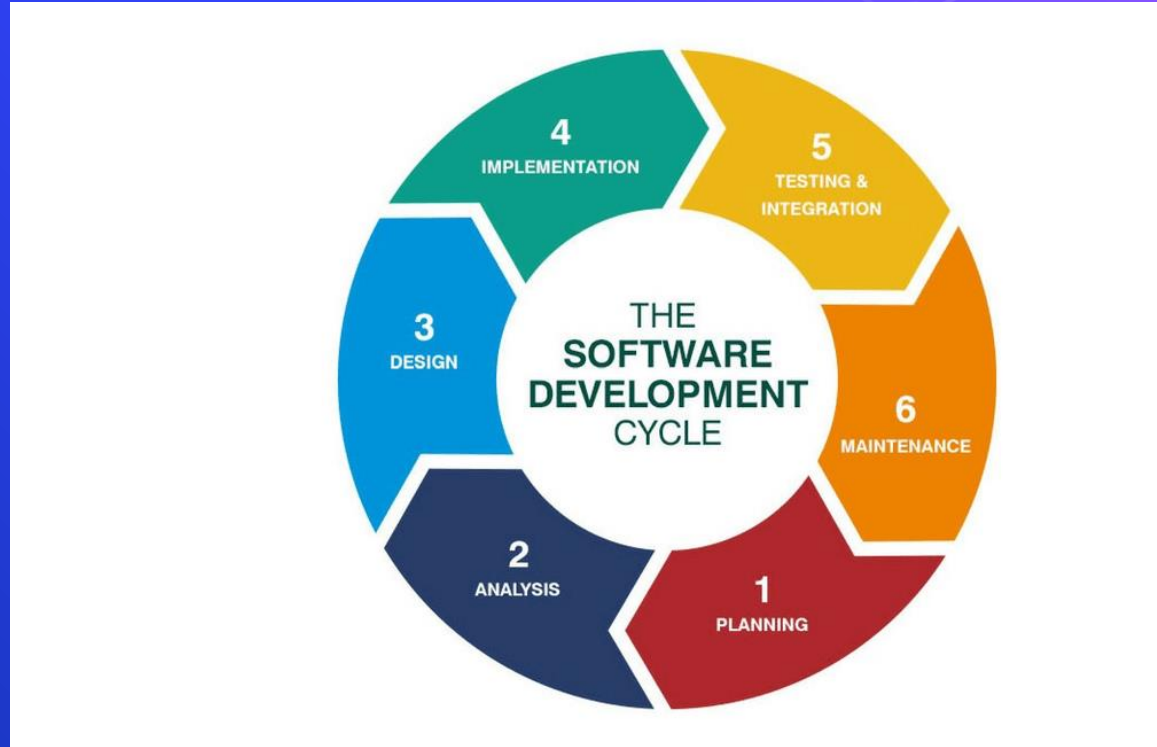 THE
SOFTWARE
DEVELOPMENT
CYCLE
1
PLANNING
2
ANALYSIS
3
DESIGN
4
IMPLEMENTATION
5
TESTING &
INTEGRATION
6
MAINTENANCE